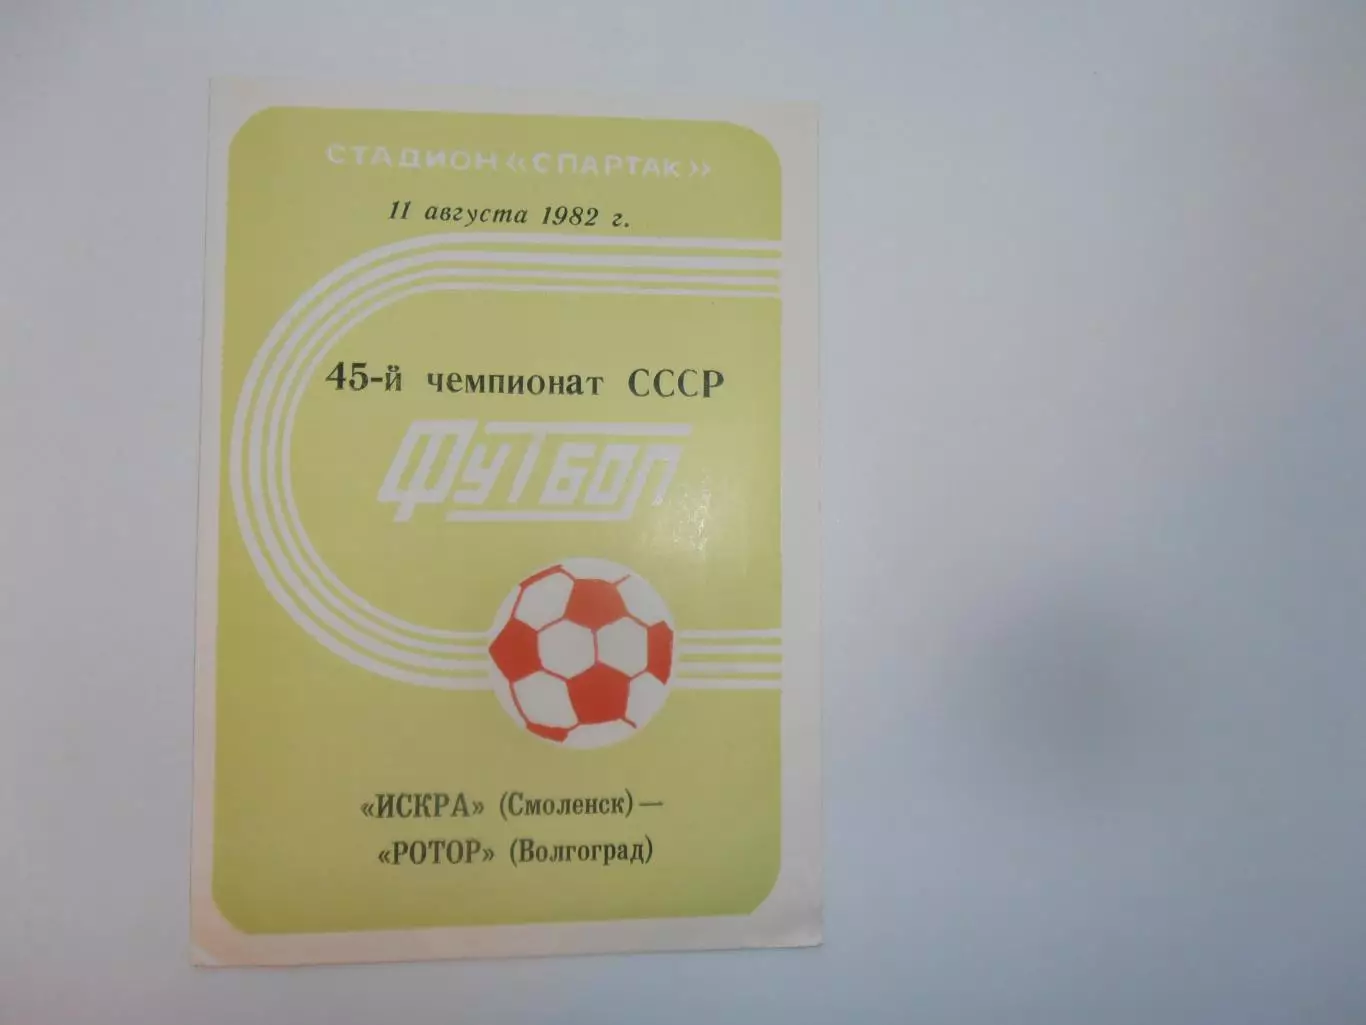 СТАДИОН «СПАРТАК»
11 августа 1982 г.
45-й чемпионат СССР
ФУТБОЛ
«ИСКРА» (Смоленск) —
«РОТОР» (Волгоград)